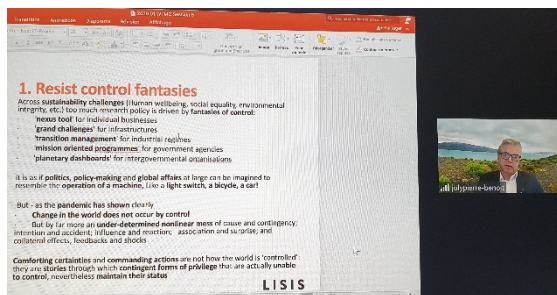 Transitions Animations Diaporama Révision Affichage
1. Resist control fantasies
Across sustainability challenges (Human wellbeing, social equality, environmental
integrity, etc.) too much research policy is driven by fantasies of control:
'nexus tool' for individual businesses
'grand challenges' for infrastructures
'transition management' for industrial regimes
'mission oriented programmes' for government agencies
'planetary dashboards' for intergovernmental organisations
it is as if politics, policy-making and global affairs at large can be imagined to
resemble the operation of a machine, like a light switch, a bicycle, a car!
But - as the pandemic has shown clearly
Change in the world does not occur by control
But by far more an under-determined nonlinear mess of cause and contingency;
intention and accident; influence and reaction; association and surprise; and
collateral effects, feedbacks and shocks
Comforting certainties and commanding actions are not how the world is 'controlled':
they are stories through which contingent forms of privilege that are actually unable
to control, nevertheless maintain their status
LISIS
julypierre-benoit